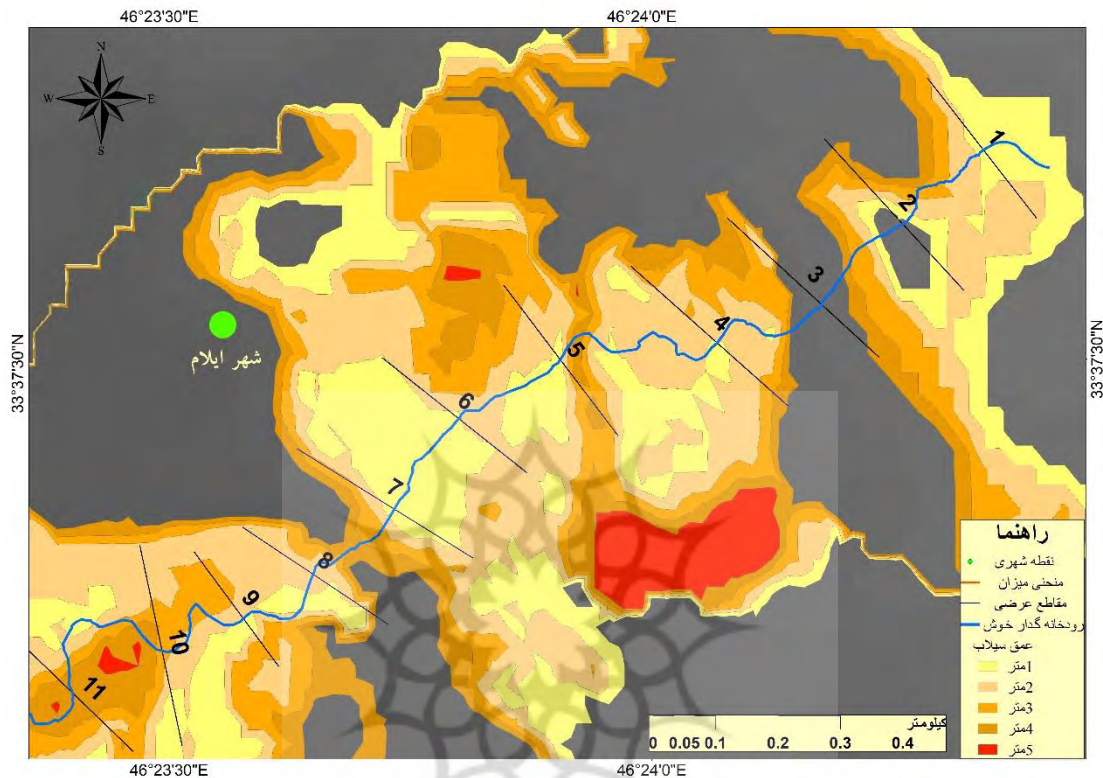 46°23'30"E
46°24'0"E
N
W
E
S
1
2
3
4
5
6
7
8
9
10
11
شهر ایلام
33°37'30"N
33°37'30"N
راهنما
نقطه شهری
منحنی میزان
مقاطع عرضی
رودخانه گدار خوش
عمق سیلاب
1متر
2متر
3متر
4متر
5متر
کیلومتر
0 0.05 0.1 0.2 0.3 0.4
46°23'30"E
46°24'0"E